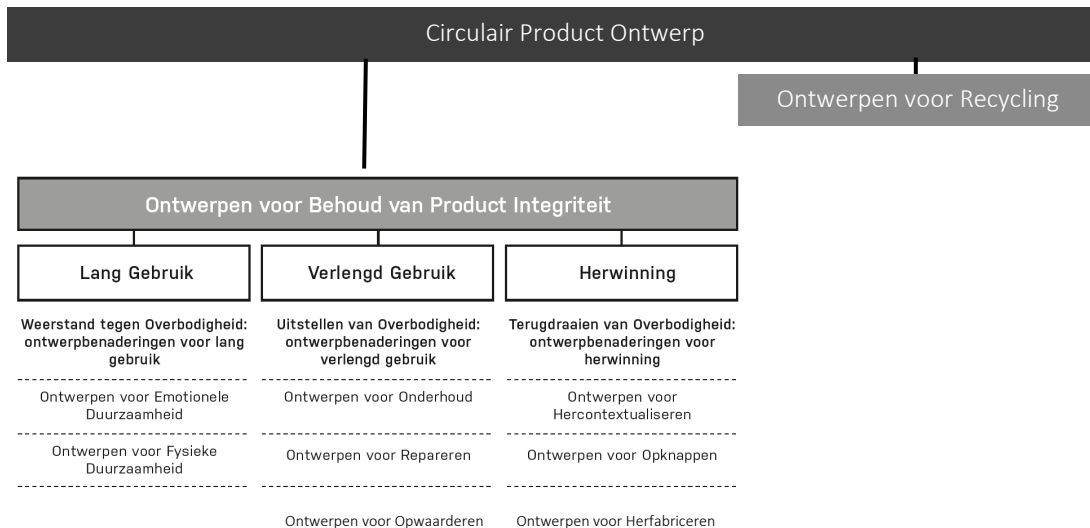 Circulair Product Ontwerp
Ontwerpen voor Recycling
Ontwerpen voor Behoud van Product Integriteit
Lang Gebruik
Verlengd Gebruik
Herwinning
Weerstand tegen Overbodigheid:
ontwerpbenaderingen voor lang
gebruik
Uitstellen van Overbodigheid:
ontwerpbenaderingen voor
verlengd gebruik
Terugdraaien van Overbodigheid:
ontwerpbenaderingen voor
herwinning
Ontwerpen voor Emotionele
Duurzaamheid
Ontwerpen voor Onderhoud
Ontwerpen voor
Hercontextualiseren
Ontwerpen voor Fysieke
Duurzaamheid
Ontwerpen voor Repareren
Ontwerpen voor Opknappen
Ontwerpen voor Opwaarderen
Ontwerpen voor Herfabriceren